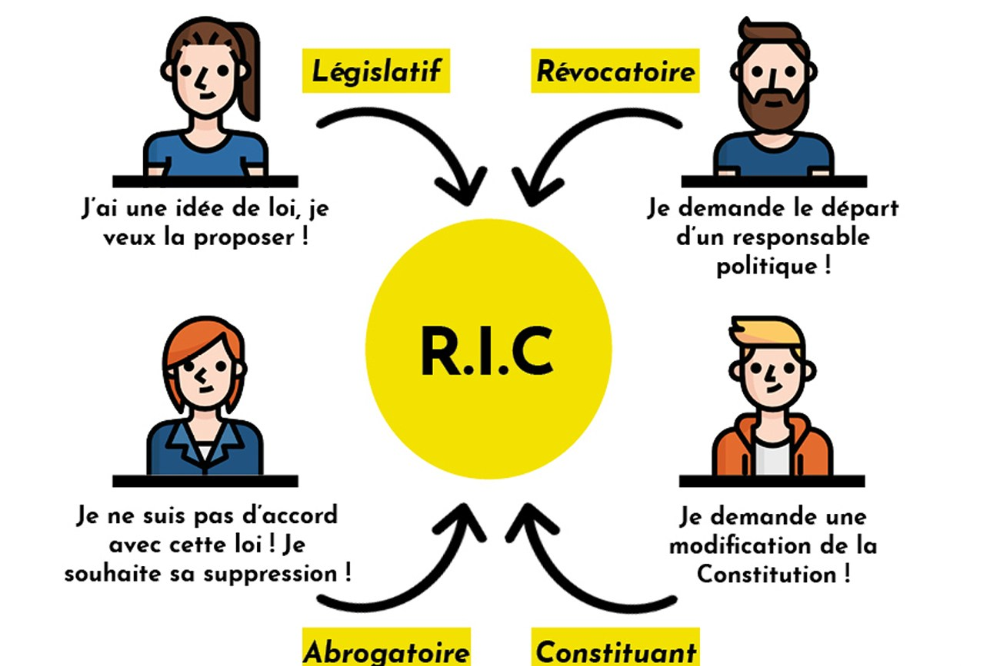 Législatif
Révocatoire
J'ai une idée de loi, je
veux la proposer !
Je demande le départ
d'un responsable
politique !
R.I.C
Je ne suis pas d'accord
avec cette loi ! Je
souhaite sa suppression !
Je demande une
modification de la
Constitution !
Abrogatoire
Constituant